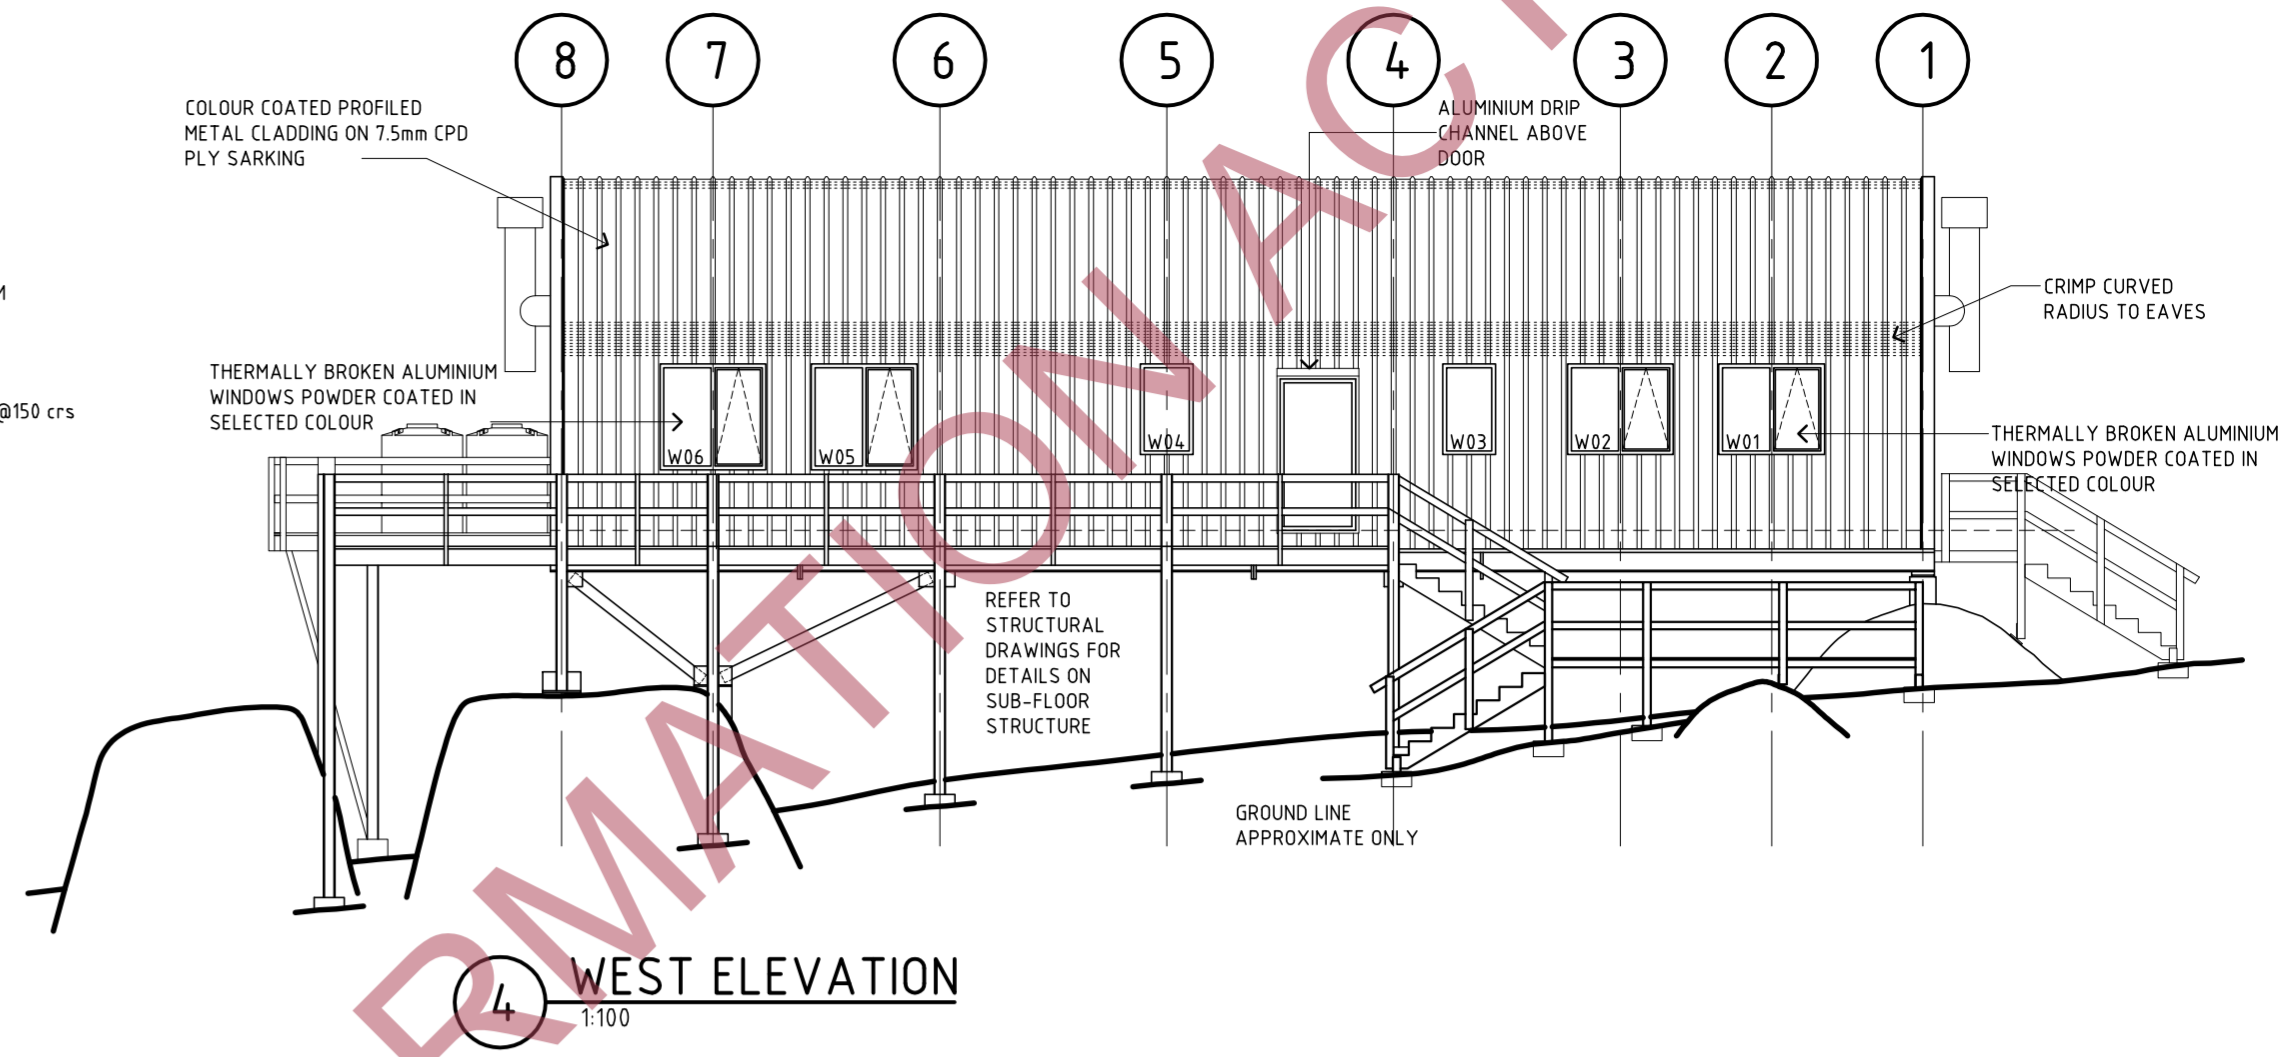 8 7 6 5 4 3 2 1
COLOUR COATED PROFILED
METAL CLADDING ON 7.5mm CPD
PLY SARKING
ALUMINIUM DRIP
CHANNEL ABOVE
DOOR
M
CRIMP CURVED
RADIUS TO EAVES
THERMALLY BROKEN ALUMINIUM
WINDOWS POWDER COATED IN
SELECTED COLOUR
@150 crs
W06 W05 W04 W03 W02 W01
THERMALLY BROKEN ALUMINIUM
WINDOWS POWDER COATED IN
SELECTED COLOUR
REFER TO
STRUCTURAL
DRAWINGS FOR
DETAILS ON
SUB-FLOOR
STRUCTURE
GROUND LINE
APPROXIMATE ONLY
4 WEST ELEVATION
1:100
RMATION ACT